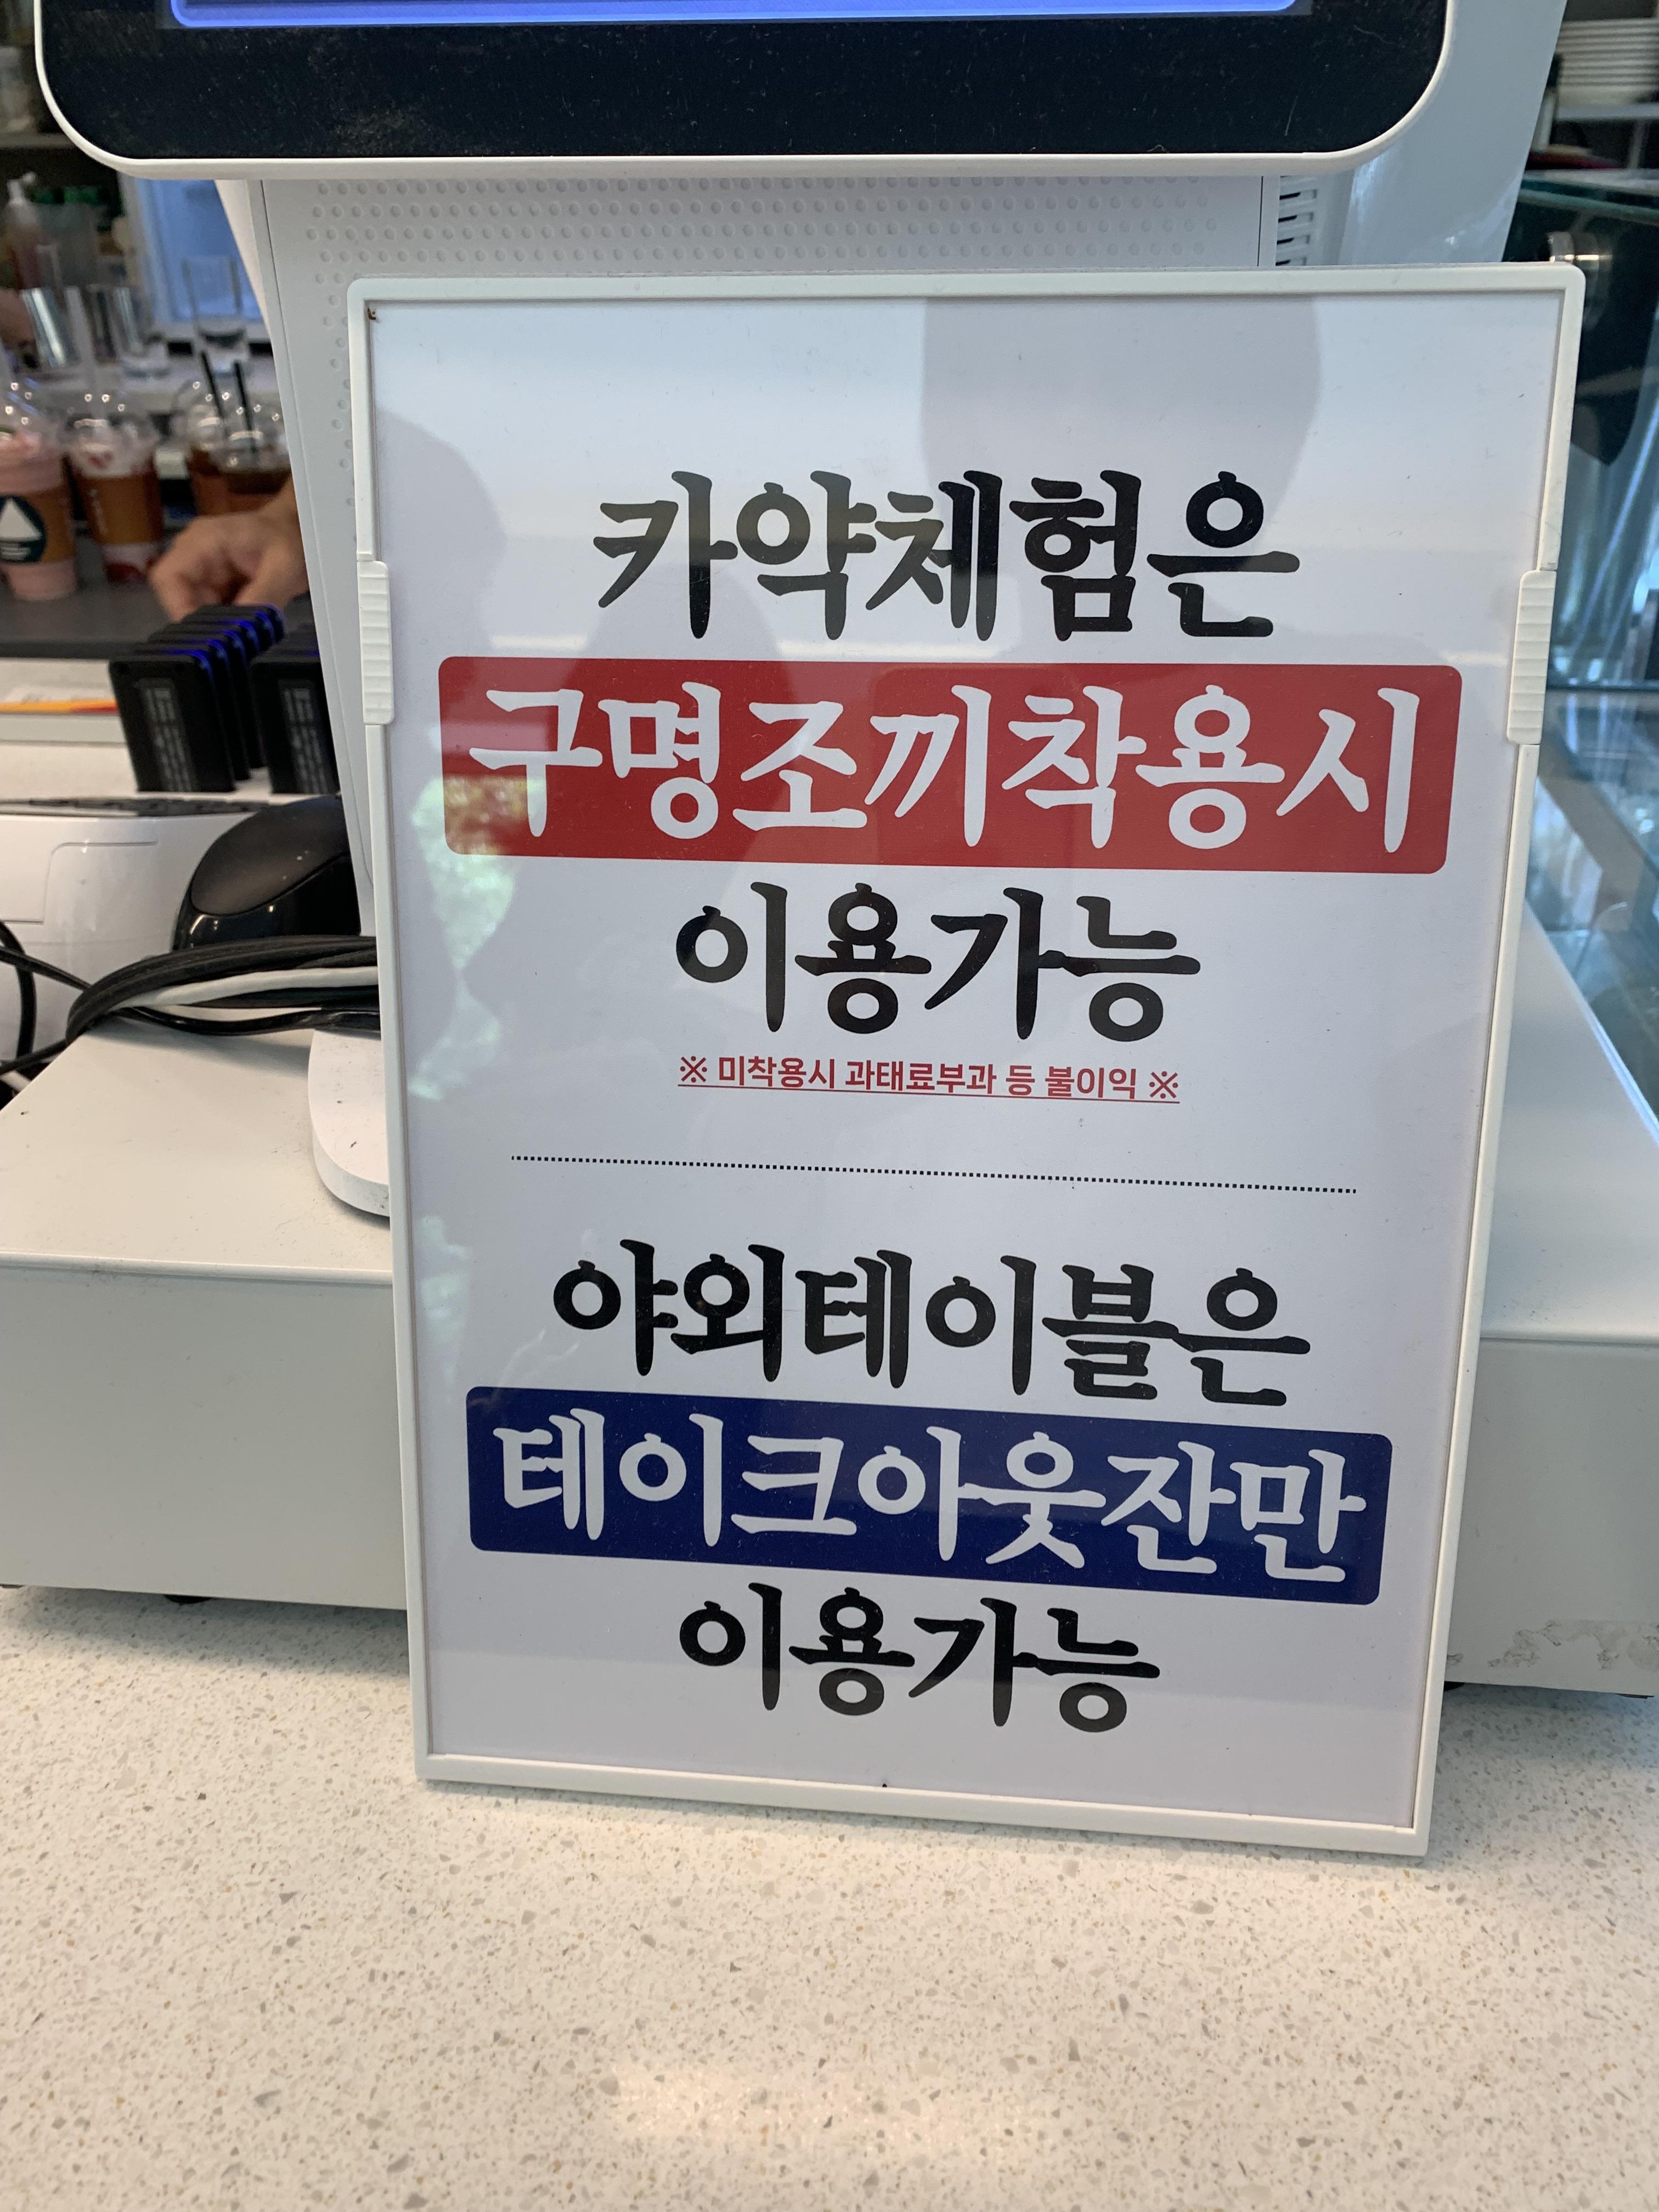 카약체험은
구명조끼착용시
이용가능
※ 미착용시 과태료부과 등 불이익 ※
야외테이블은
테이크아웃잔만
이용가능